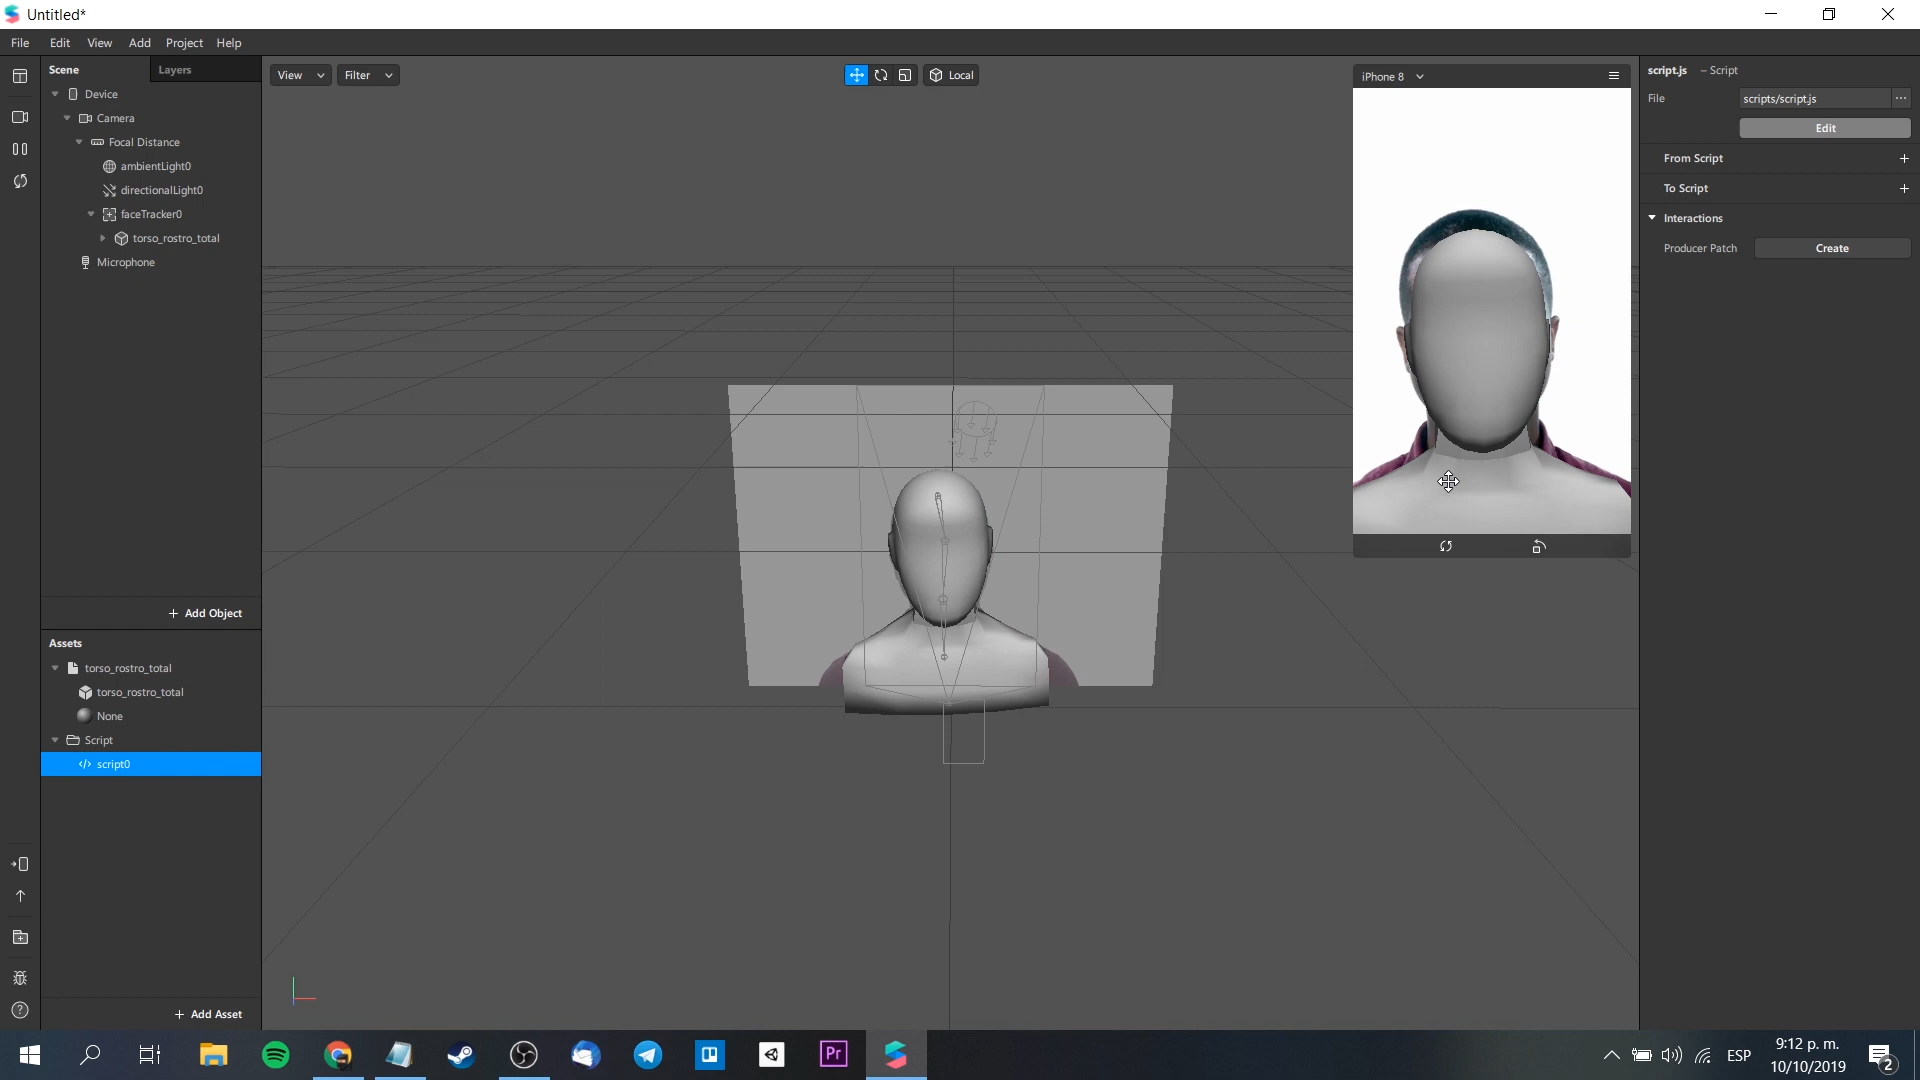 Untitled*
File Edit View Add Project Help
Scene Layers
Device
Camera
Focal Distance
ambientLight0
directionalLight0
faceTracker0
torso_rostro_total
Microphone
+ Add Object
Assets
torso_rostro_total
torso_rostro_total
None
Script
</> script0
+ Add Asset
View Filter
Local
iPhone 8
script.js – Script
File scripts/script.js ...
Edit
From Script +
To Script +
Interactions
Producer Patch Create
Pr
ESP
9:12 p. m.
10/10/2019
2